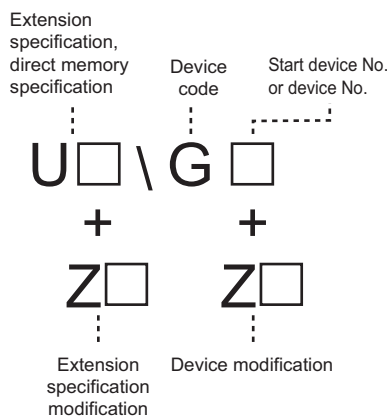 Extension
specification,
direct memory
specification
Device
code
Start device No.
or device No.
U□ \ G □
+ +
Z□ Z□
Extension
specification
modification
Device modification